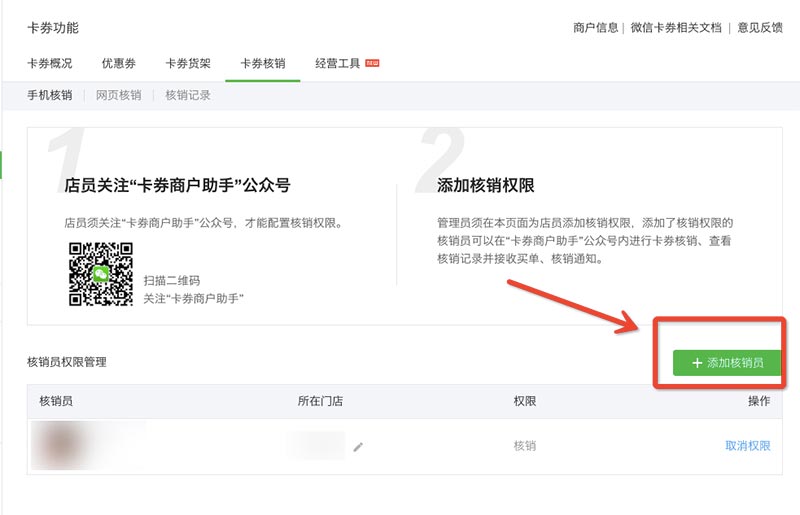 卡券功能
商户信息 | 微信卡券相关文档 | 意见反馈
卡券概况 优惠券 卡券货架 卡券核销 经营工具 NEW
手机核销 网页核销 核销记录
1
店员关注“卡券商户助手”公众号
店员须关注“卡券商户助手”公众号，才能配置核销权限。
扫描二维码
关注“卡券商户助手”
2
添加核销权限
管理员须在本页面为店员添加核销权限，添加了核销权限的
核销员可以在“卡券商户助手”公众号内进行卡券核销、查看
核销记录并接收买单、核销通知。
核销员权限管理
+ 添加核销员
核销员 所在门店 权限 操作
核销 取消权限